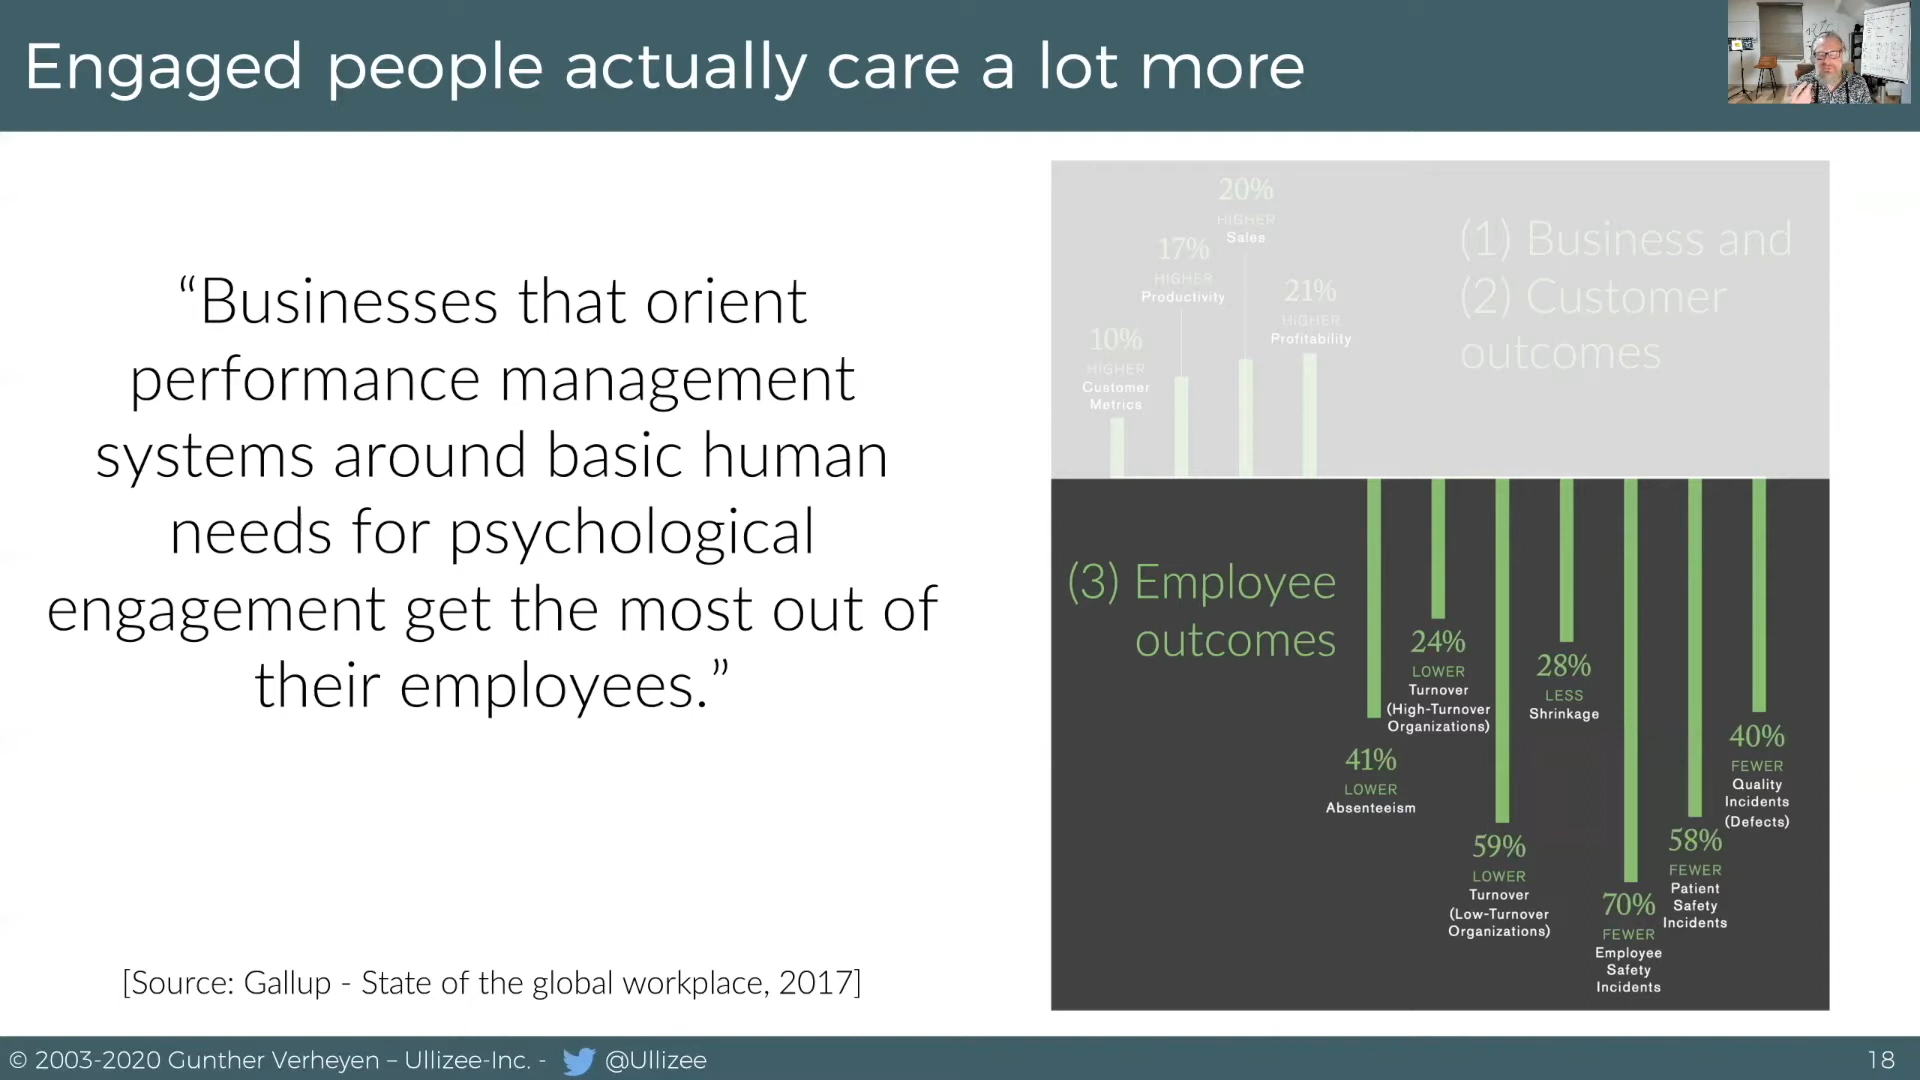 Engaged people actually care a lot more
“Businesses that orient
performance management
systems around basic human
needs for psychological
engagement get the most out of
their employees.”
[Source: Gallup - State of the global workplace, 2017]
(1) Business and
(2) Customer
outcomes
10%
HIGHER
Customer
Metrics
17%
HIGHER
Productivity
20%
HIGHER
Sales
21%
HIGHER
Profitability
(3) Employee
outcomes
41%
LOWER
Absenteeism
24%
LOWER
Turnover
(High-Turnover
Organizations)
59%
LOWER
Turnover
(Low-Turnover
Organizations)
28%
LESS
Shrinkage
70%
FEWER
Employee
Safety
Incidents
58%
FEWER
Patient
Safety
Incidents
40%
FEWER
Quality
Incidents
(Defects)
© 2003-2020 Gunther Verheyen – Ullizee-Inc. - @Ullizee
18